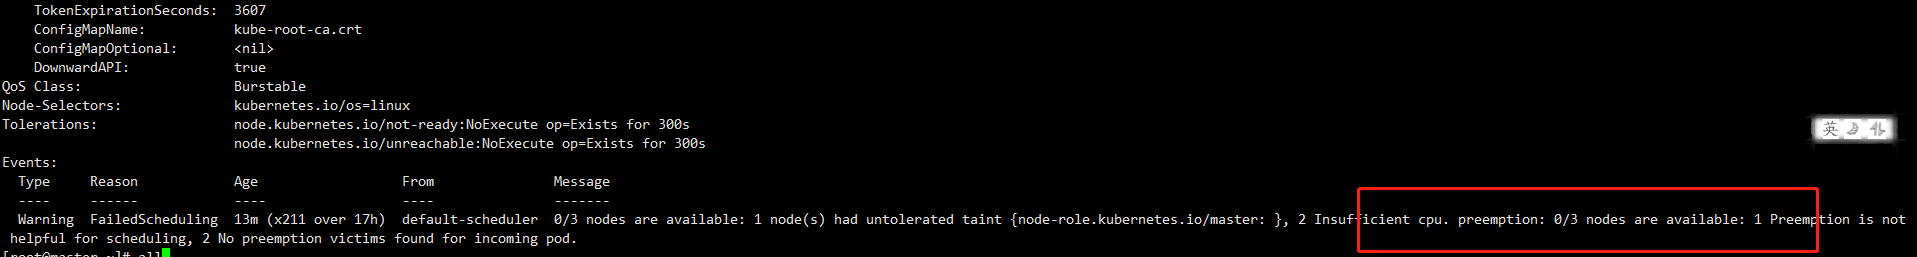 TokenExpirationSeconds: 3607
ConfigMapName: kube-root-ca.crt
ConfigMapOptional: <nil>
DownwardAPI: true
QoS Class: Burstable
Node-Selectors: kubernetes.io/os=linux
Tolerations: node.kubernetes.io/not-ready:NoExecute op=Exists for 300s
node.kubernetes.io/unreachable:NoExecute op=Exists for 300s
Events:
Type Reason Age From Message
---- ------ ---- ---- -------
Warning FailedScheduling 13m (x211 over 17h) default-scheduler 0/3 nodes are available: 1 node(s) had untolerated taint {node-role.kubernetes.io/master: }, 2 Insufficient cpu. preemption: 0/3 nodes are available: 1 Preemption is not
helpful for scheduling, 2 No preemption victims found for incoming pod.
英